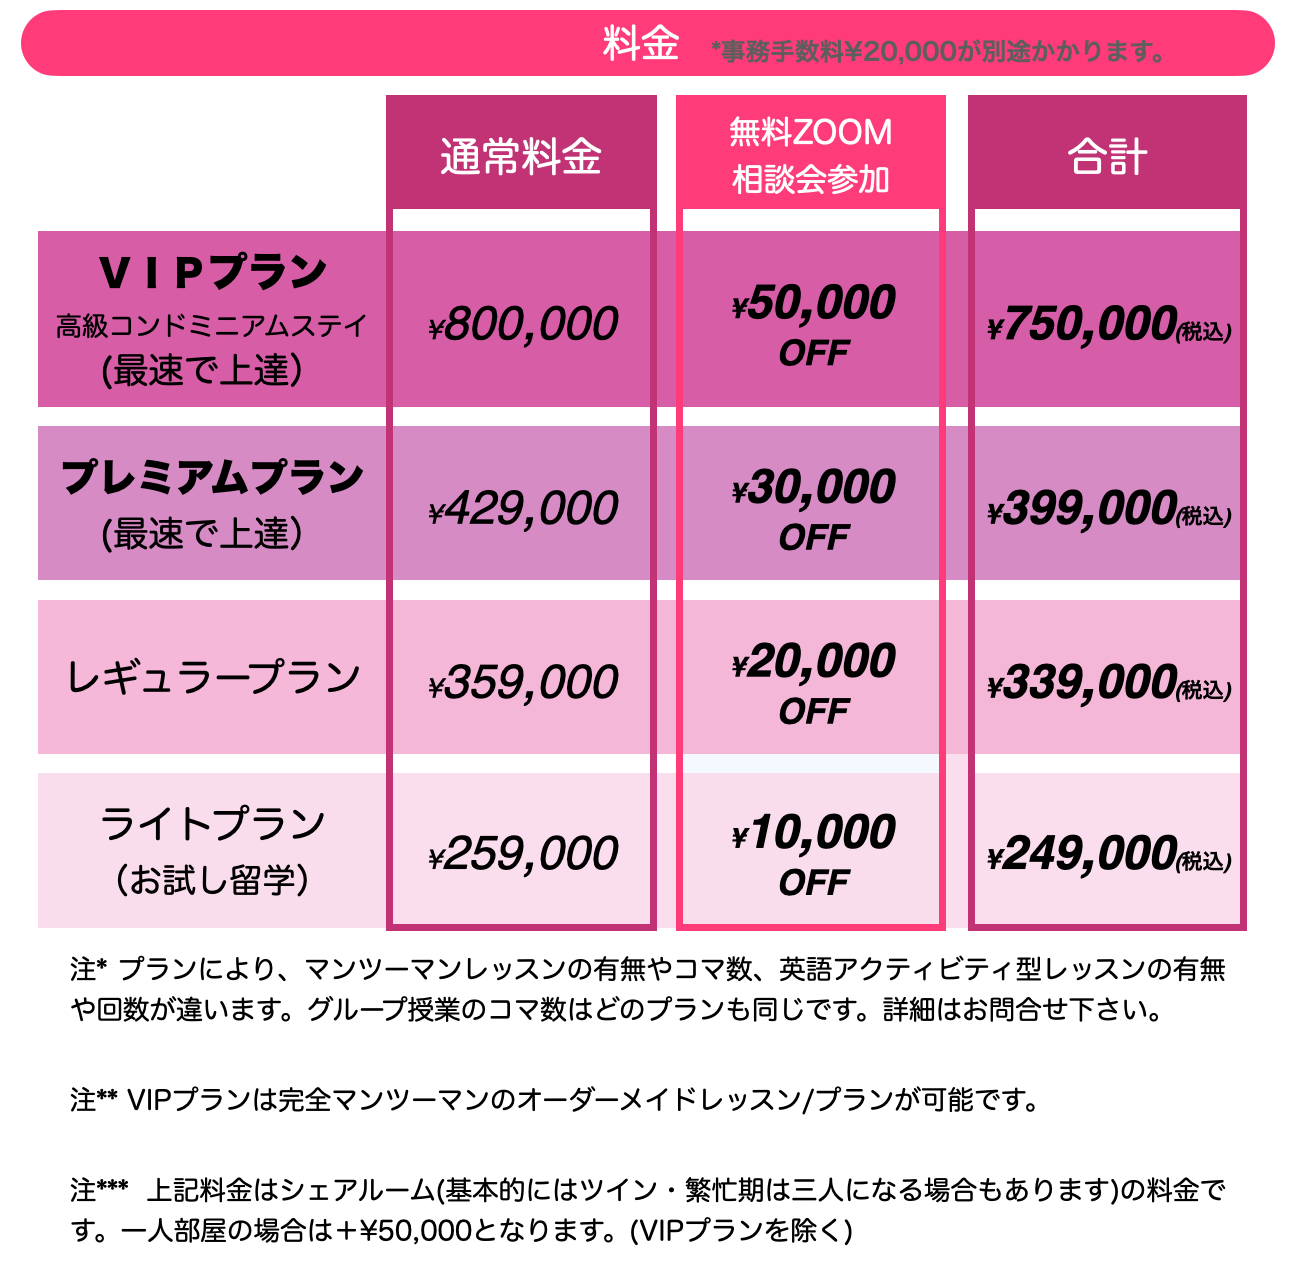 料金 *事務手数料¥20,000が別途かかります。
通常料金
無料ZOOM
相談会参加
合計
ＶＩＰプラン
高級コンドミニアムステイ
(最速で上達）
¥800,000
¥50,000
OFF
¥750,000(税込)
プレミアムプラン
(最速で上達）
¥429,000
¥30,000
OFF
¥399,000(税込)
レギュラープラン
¥359,000
¥20,000
OFF
¥339,000(税込)
ライトプラン
（お試し留学）
¥259,000
¥10,000
OFF
¥249,000(税込)
注* プランにより、マンツーマンレッスンの有無やコマ数、英語アクティビティ型レッスンの有無
や回数が違います。グループ授業のコマ数はどのプランも同じです。詳細はお問合せ下さい。
注** VIPプランは完全マンツーマンのオーダーメイドレッスン/プランが可能です。
注*** 上記料金はシェアルーム(基本的にはツイン・繁忙期は三人になる場合もあります)の料金で
す。一人部屋の場合は＋¥50,000となります。(VIPプランを除く)